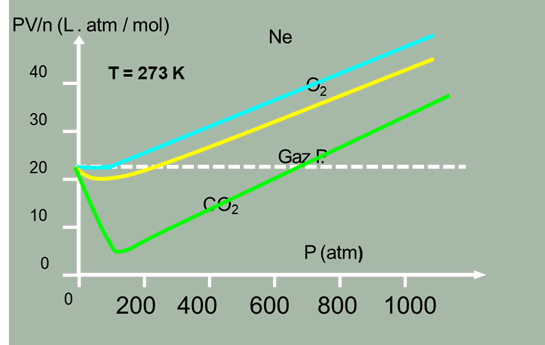 PV/n (L . atm / mol)
Ne
T = 273 K
40
O₂
30
Gaz P.
20
CO₂
10
P (atm)
0
0
200 400 600 800 1000